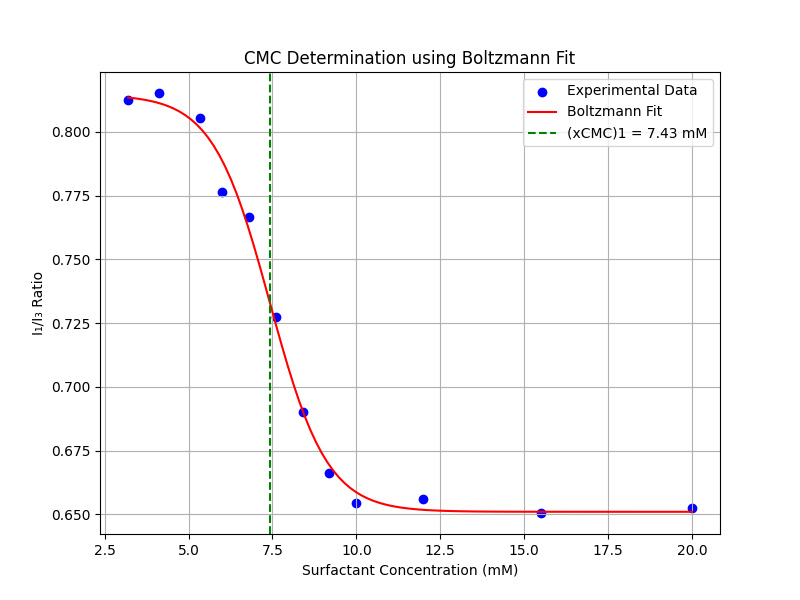 CMC Determination using Boltzmann Fit
Experimental Data
Boltzmann Fit
(xCMC)1 = 7.43 mM
I₁/I₃ Ratio
0.800
0.775
0.750
0.725
0.700
0.675
0.650
2.5 5.0 7.5 10.0 12.5 15.0 17.5 20.0
Surfactant Concentration (mM)